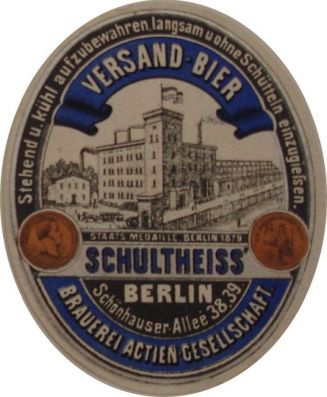 Stehend u. kühl aufzubewahren, langsam u. ohne Schütteln einzugießen.
VERSAND-BIER
STAATS MEDAILLE BERLIN 1879
SCHULTHEISS'
BERLIN
Schönhauser-Allee 38.39
BRAUEREI ACTIEN-GESELLSCHAFT.